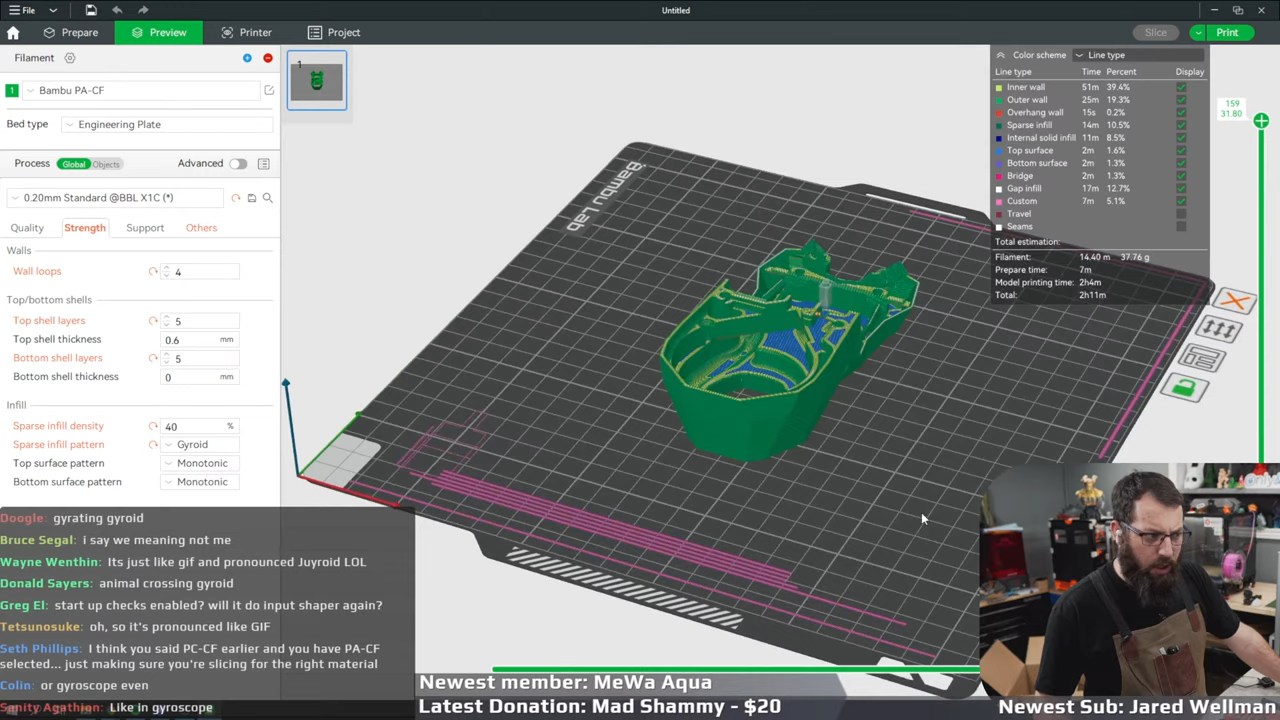 File
Untitled
Prepare
Preview
Printer
Project
Slice
Print
Filament
1
Bambu PA-CF
Bed type
Engineering Plate
Process
Global
Objects
Advanced
0.20mm Standard @BBL X1C (*)
Quality
Strength
Support
Others
Walls
Wall loops
4
Top/bottom shells
Top shell layers
5
Top shell thickness
0.6
mm
Bottom shell layers
5
Bottom shell thickness
0
mm
Infill
Sparse infill density
40
%
Sparse infill pattern
Gyroid
Top surface pattern
Monotonic
Bottom surface pattern
Monotonic
1
Bambu Lab
Color scheme
Line type
Line type Time Percent Display
Inner wall 51m 39.4%
Outer wall 25m 19.3%
Overhang wall 15s 0.2%
Sparse infill 14m 10.5%
Internal solid infill 11m 8.5%
Top surface 2m 1.6%
Bottom surface 2m 1.3%
Bridge 2m 1.3%
Gap infill 17m 12.7%
Custom 7m 5.1%
Travel
Seams
Total estimation:
Filament: 14.40 m 37.76 g
Prepare time: 7m
Model printing time: 2h4m
Total: 2h11m
159
31.80
Doogle: gyrating gyroid
Bruce Segal: i say we meaning not me
Wayne Wenthin: Its just like gif and pronounced Juyroid LOL
Donald Sayers: animal crossing gyroid
Greg El: start up checks enabled? will it do input shaper again?
Tetsunosuke: oh, so it's pronounced like GIF
Seth Phillips: I think you said PC-CF earlier and you have PA-CF
selected... just making sure you're slicing for the right material
Colin: or gyroscope even
Sanity Agathion: Like in gyroscope
Newest member: MeWa Aqua
Latest Donation: Mad Shammy - $20
Newest Sub: Jared Wellman